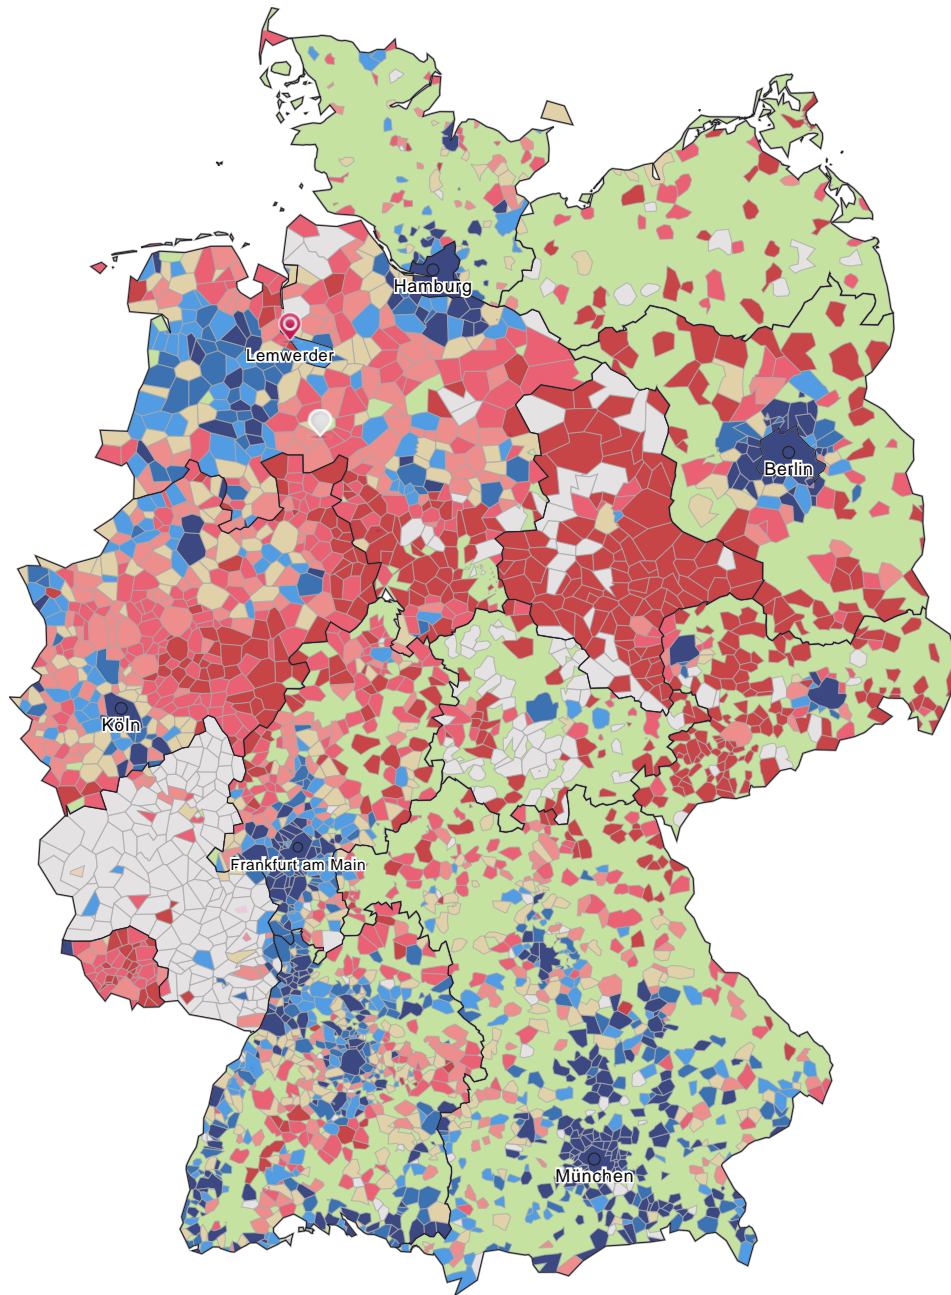 Hamburg
Lemwerder
Berlin
Köln
Frankfurt am Main
München